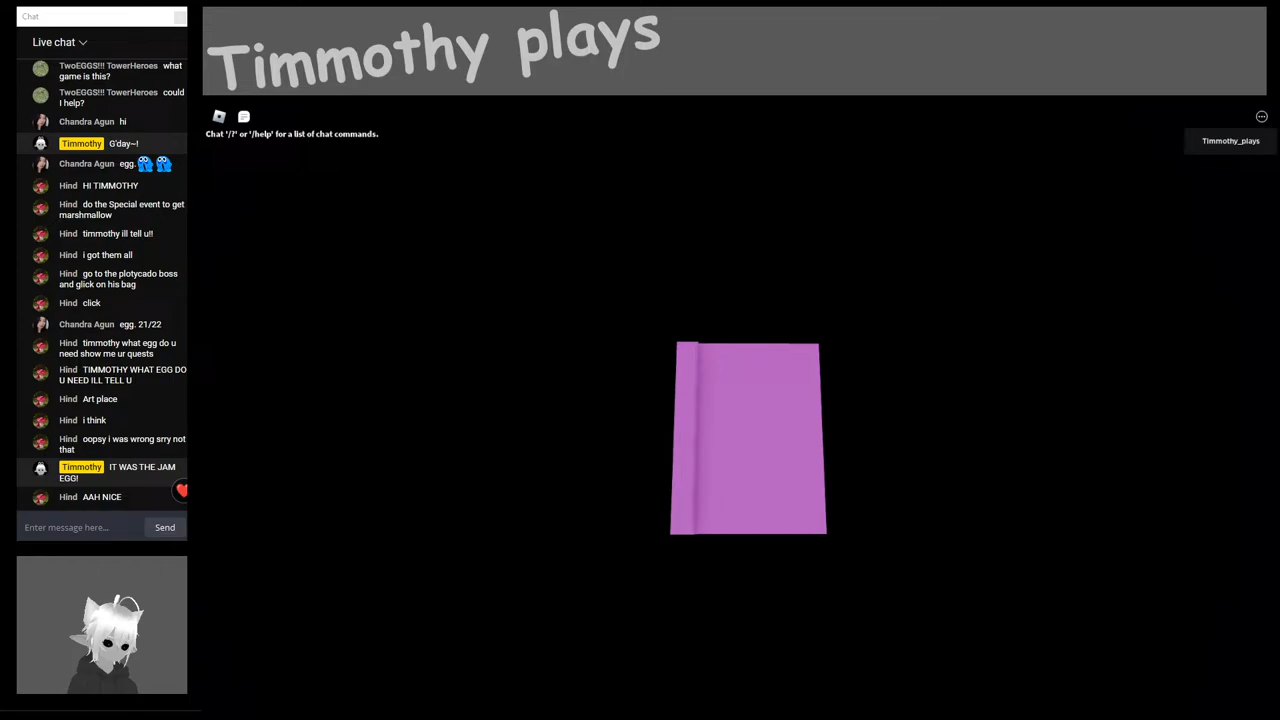 Chat
Live chat
TwoEGGS!!! TowerHeroes what
game is this?
TwoEGGS!!! TowerHeroes could
I help?
Chandra Agun hi
Timmothy G'day~!
Chandra Agun egg.
Hind HI TIMMOTHY
Hind do the Special event to get
marshmallow
Hind timmothy ill tell u!!
Hind i got them all
Hind go to the plotycado boss
and glick on his bag
Hind click
Chandra Agun egg. 21/22
Hind timmothy what egg do u
need show me ur quests
Hind TIMMOTHY WHAT EGG DO
U NEED ILL TELL U
Hind Art place
Hind i think
Hind oopsy i was wrong srry not
that
Timmothy IT WAS THE JAM
EGG!
Hind AAH NICE
Enter message here...
Send
Timmothy plays
Chat '/?' or '/help' for a list of chat commands.
Timmothy_plays